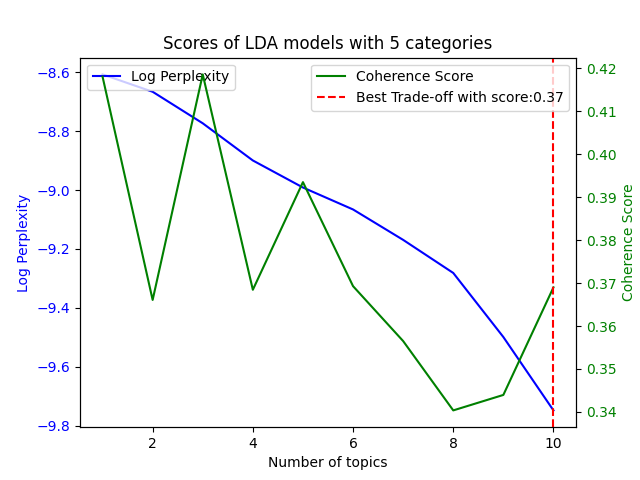 Scores of LDA models with 5 categories
Log Perplexity
Coherence Score
Best Trade-off with score:0.37
−8.6
−8.8
−9.0
−9.2
−9.4
−9.6
−9.8
Log Perplexity
0.42
0.41
0.40
0.39
0.38
0.37
0.36
0.35
0.34
Coherence Score
2 4 6 8 10
Number of topics